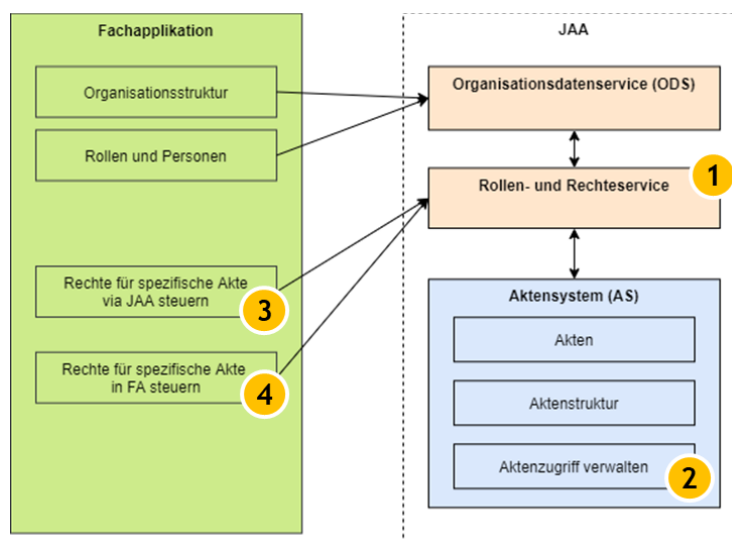 Fachapplikation
Organisationsstruktur
Rollen und Personen
Rechte für spezifische Akte
via JAA steuern
3
Rechte für spezifische Akte
in FA steuern
4
JAA
Organisationsdatenservice (ODS)
Rollen- und Rechteservice
1
Aktensystem (AS)
Akten
Aktenstruktur
Aktenzugriff verwalten
2